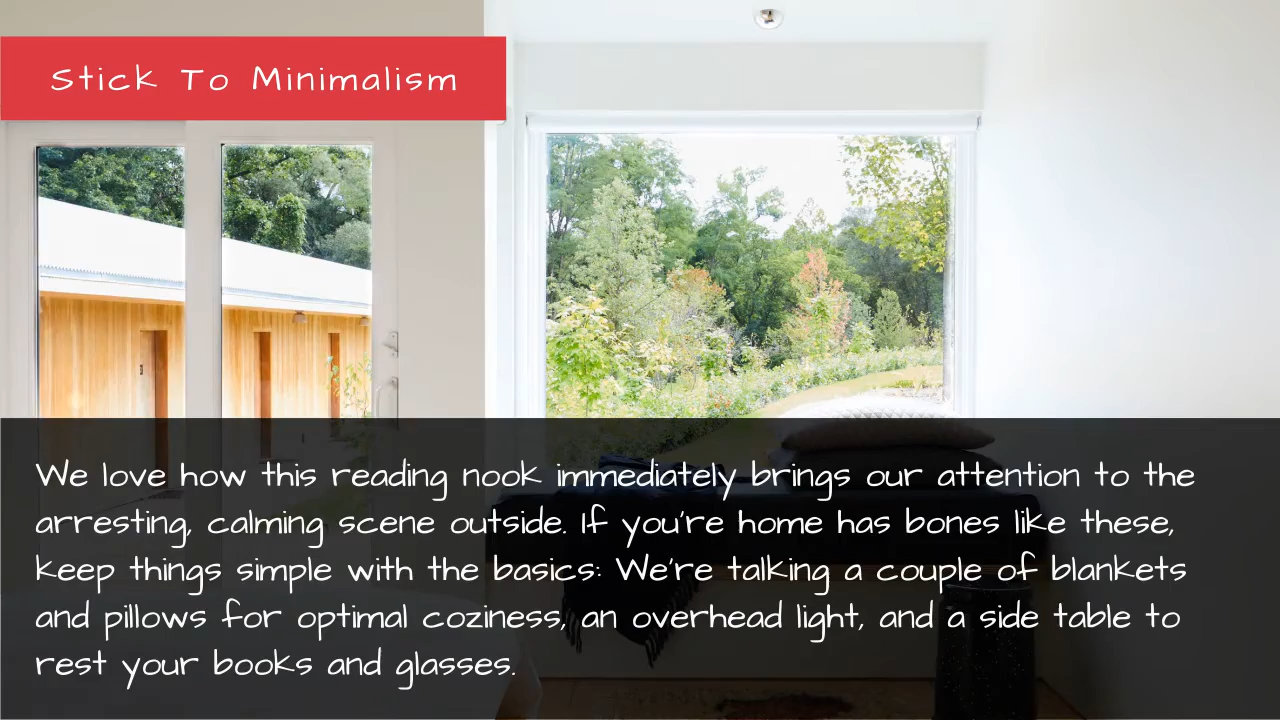 Stick To Minimalism
We love how this reading nook immediately brings our attention to the
arresting, calming scene outside. If you're home has bones like these,
keep things simple with the basics: We're talking a couple of blankets
and pillows for optimal coziness, an overhead light, and a side table to
rest your books and glasses.